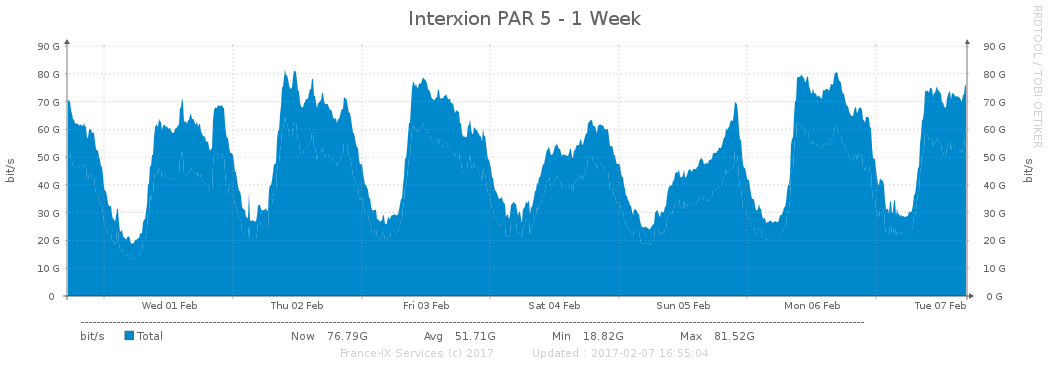 Interxion PAR 5 - 1 Week
RRDTOOL / TOBI OETIKER
90 G 90 G
80 G 80 G
70 G 70 G
60 G 60 G
50 G 50 G
40 G 40 G
30 G 30 G
20 G 20 G
10 G 10 G
0 0 G
bit/s bit/s
Wed 01 Feb Thu 02 Feb Fri 03 Feb Sat 04 Feb Sun 05 Feb Mon 06 Feb Tue 07 Feb
bit/s Total Now 76.79G Avg 51.71G Min 18.82G Max 81.52G
France-IX Services (c) 2017 Updated : 2017-02-07 16:55:04